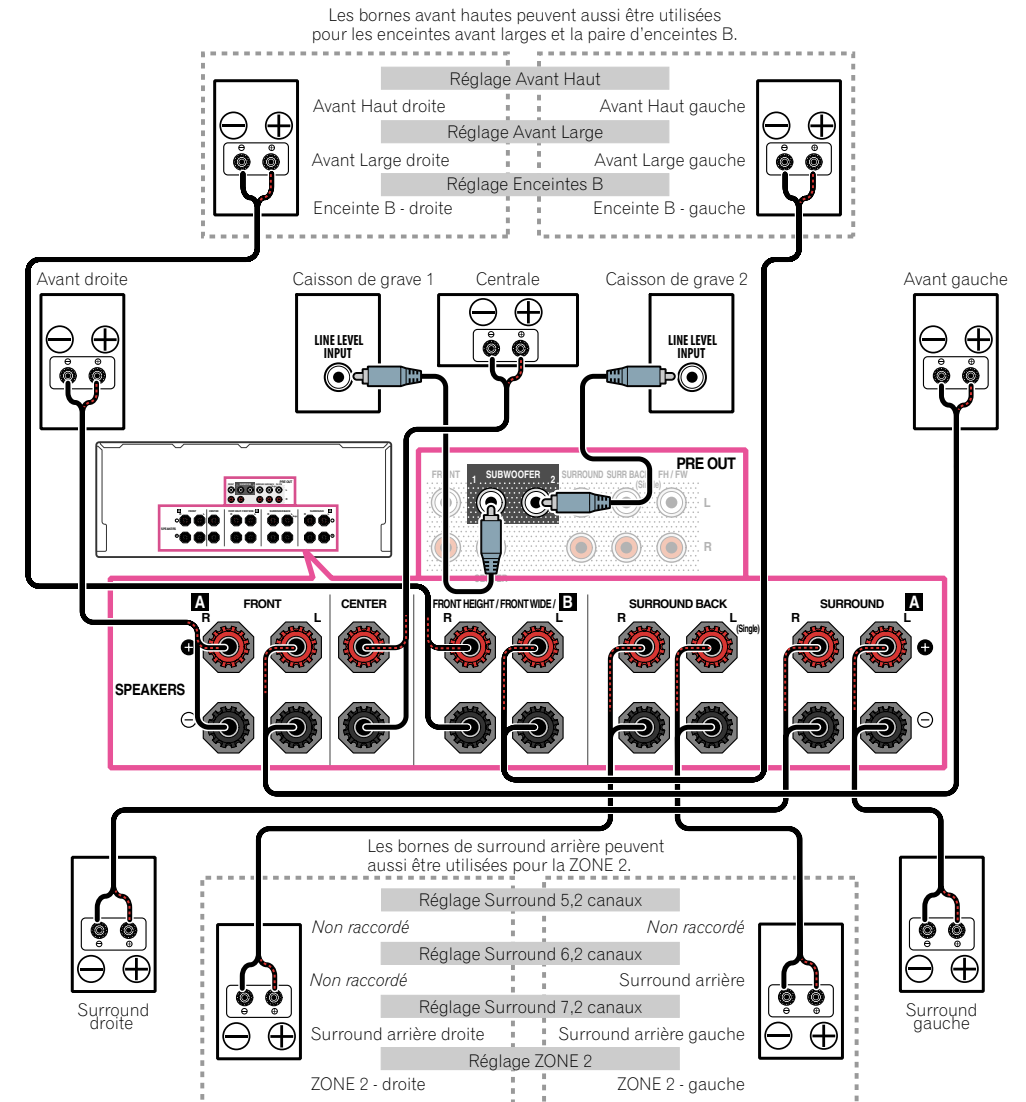 Les bornes avant hautes peuvent aussi être utilisées
pour les enceintes avant larges et la paire d'enceintes B.
Réglage Avant Haut
Avant Haut droite
Avant Haut gauche
Réglage Avant Large
Avant Large droite
Avant Large gauche
Réglage Enceintes B
Enceinte B - droite
Enceinte B - gauche
Avant droite
Caisson de grave 1
Centrale
Caisson de grave 2
Avant gauche
LINE LEVEL
INPUT
LINE LEVEL
INPUT
PRE OUT
FRONT
SUBWOOFER
1
2
SURROUND
SURR BACK
(Single)
FH / FW
L
R
A
FRONT
R
L
CENTER
FRONT HEIGHT / FRONT WIDE / B
R
L
SURROUND BACK
R
L
(Single)
SURROUND
A
R
L
SPEAKERS
Les bornes de surround arrière peuvent
aussi être utilisées pour la ZONE 2.
Réglage Surround 5,2 canaux
Non raccordé
Non raccordé
Réglage Surround 6,2 canaux
Non raccordé
Surround arrière
Réglage Surround 7,2 canaux
Surround arrière droite
Surround arrière gauche
Réglage ZONE 2
ZONE 2 - droite
ZONE 2 - gauche
Surround
droite
Surround
gauche